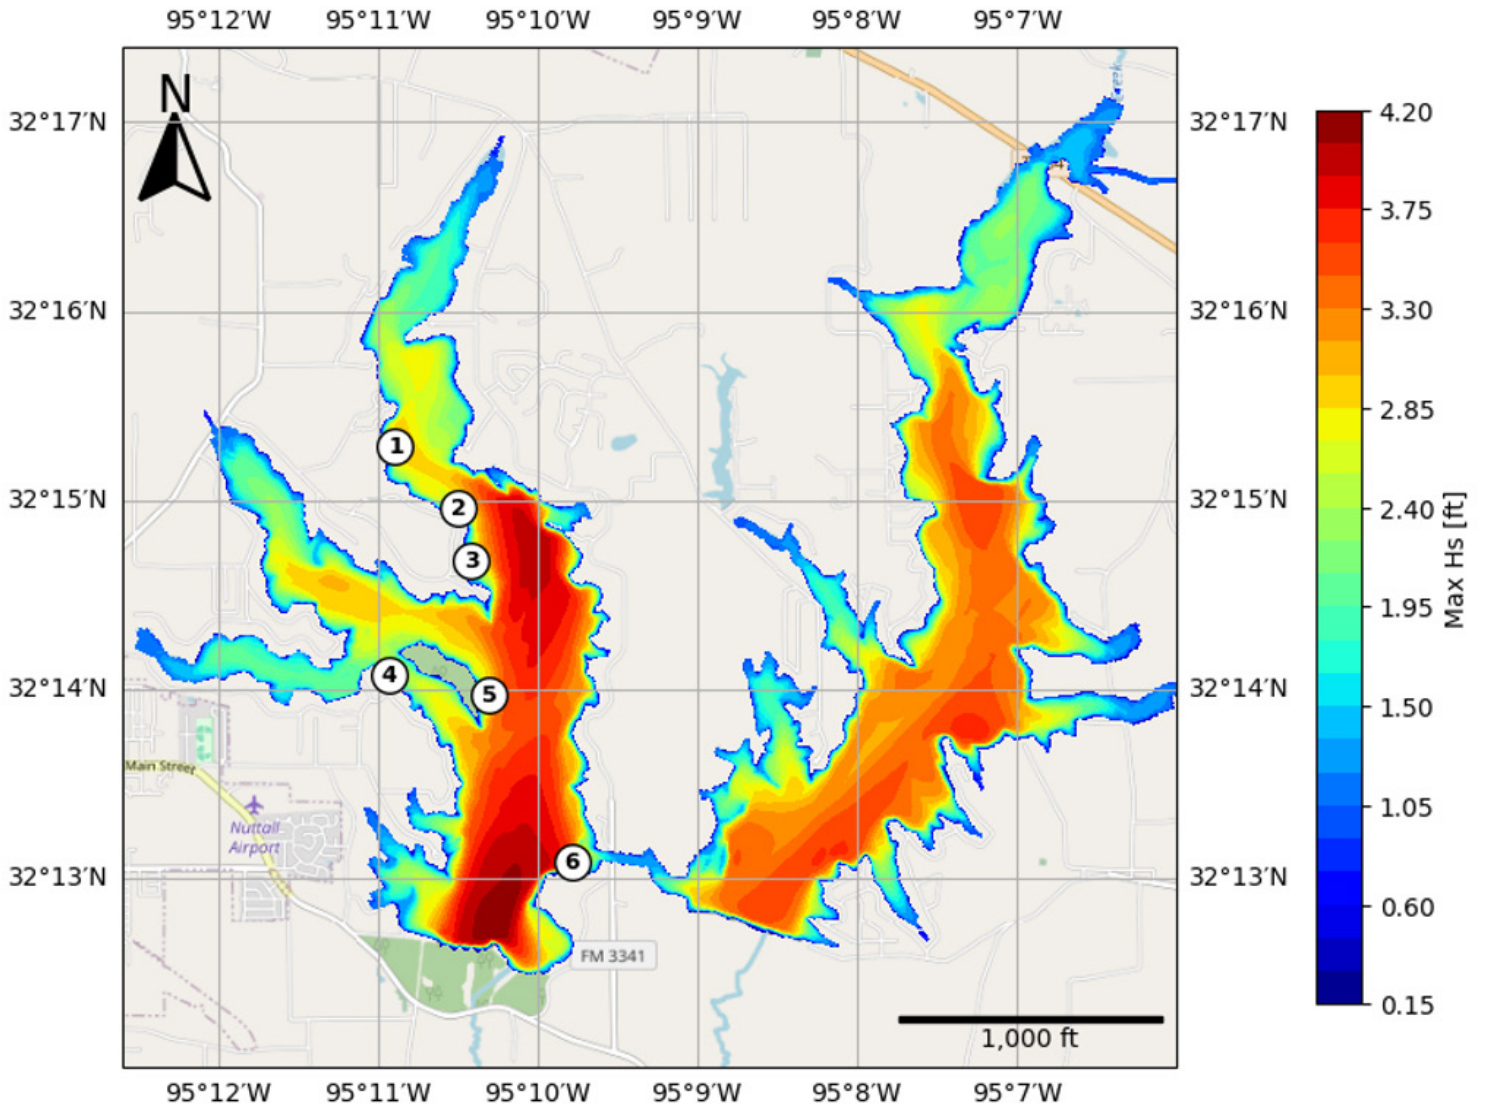 95°12′W 95°11′W 95°10′W 95°9′W 95°8′W 95°7′W
N
32°17′N 32°17′N 4.20
3.75
32°16′N 32°16′N 3.30
2.85
1
32°15′N 32°15′N 2.40
2
3
1.95
Max Hs [ft]
4
32°14′N 32°14′N 1.50
5
Main Street
1.05
Nuttall
Airport
6
32°13′N 32°13′N 0.60
FM 3341
0.15
1,000 ft
95°12′W 95°11′W 95°10′W 95°9′W 95°8′W 95°7′W